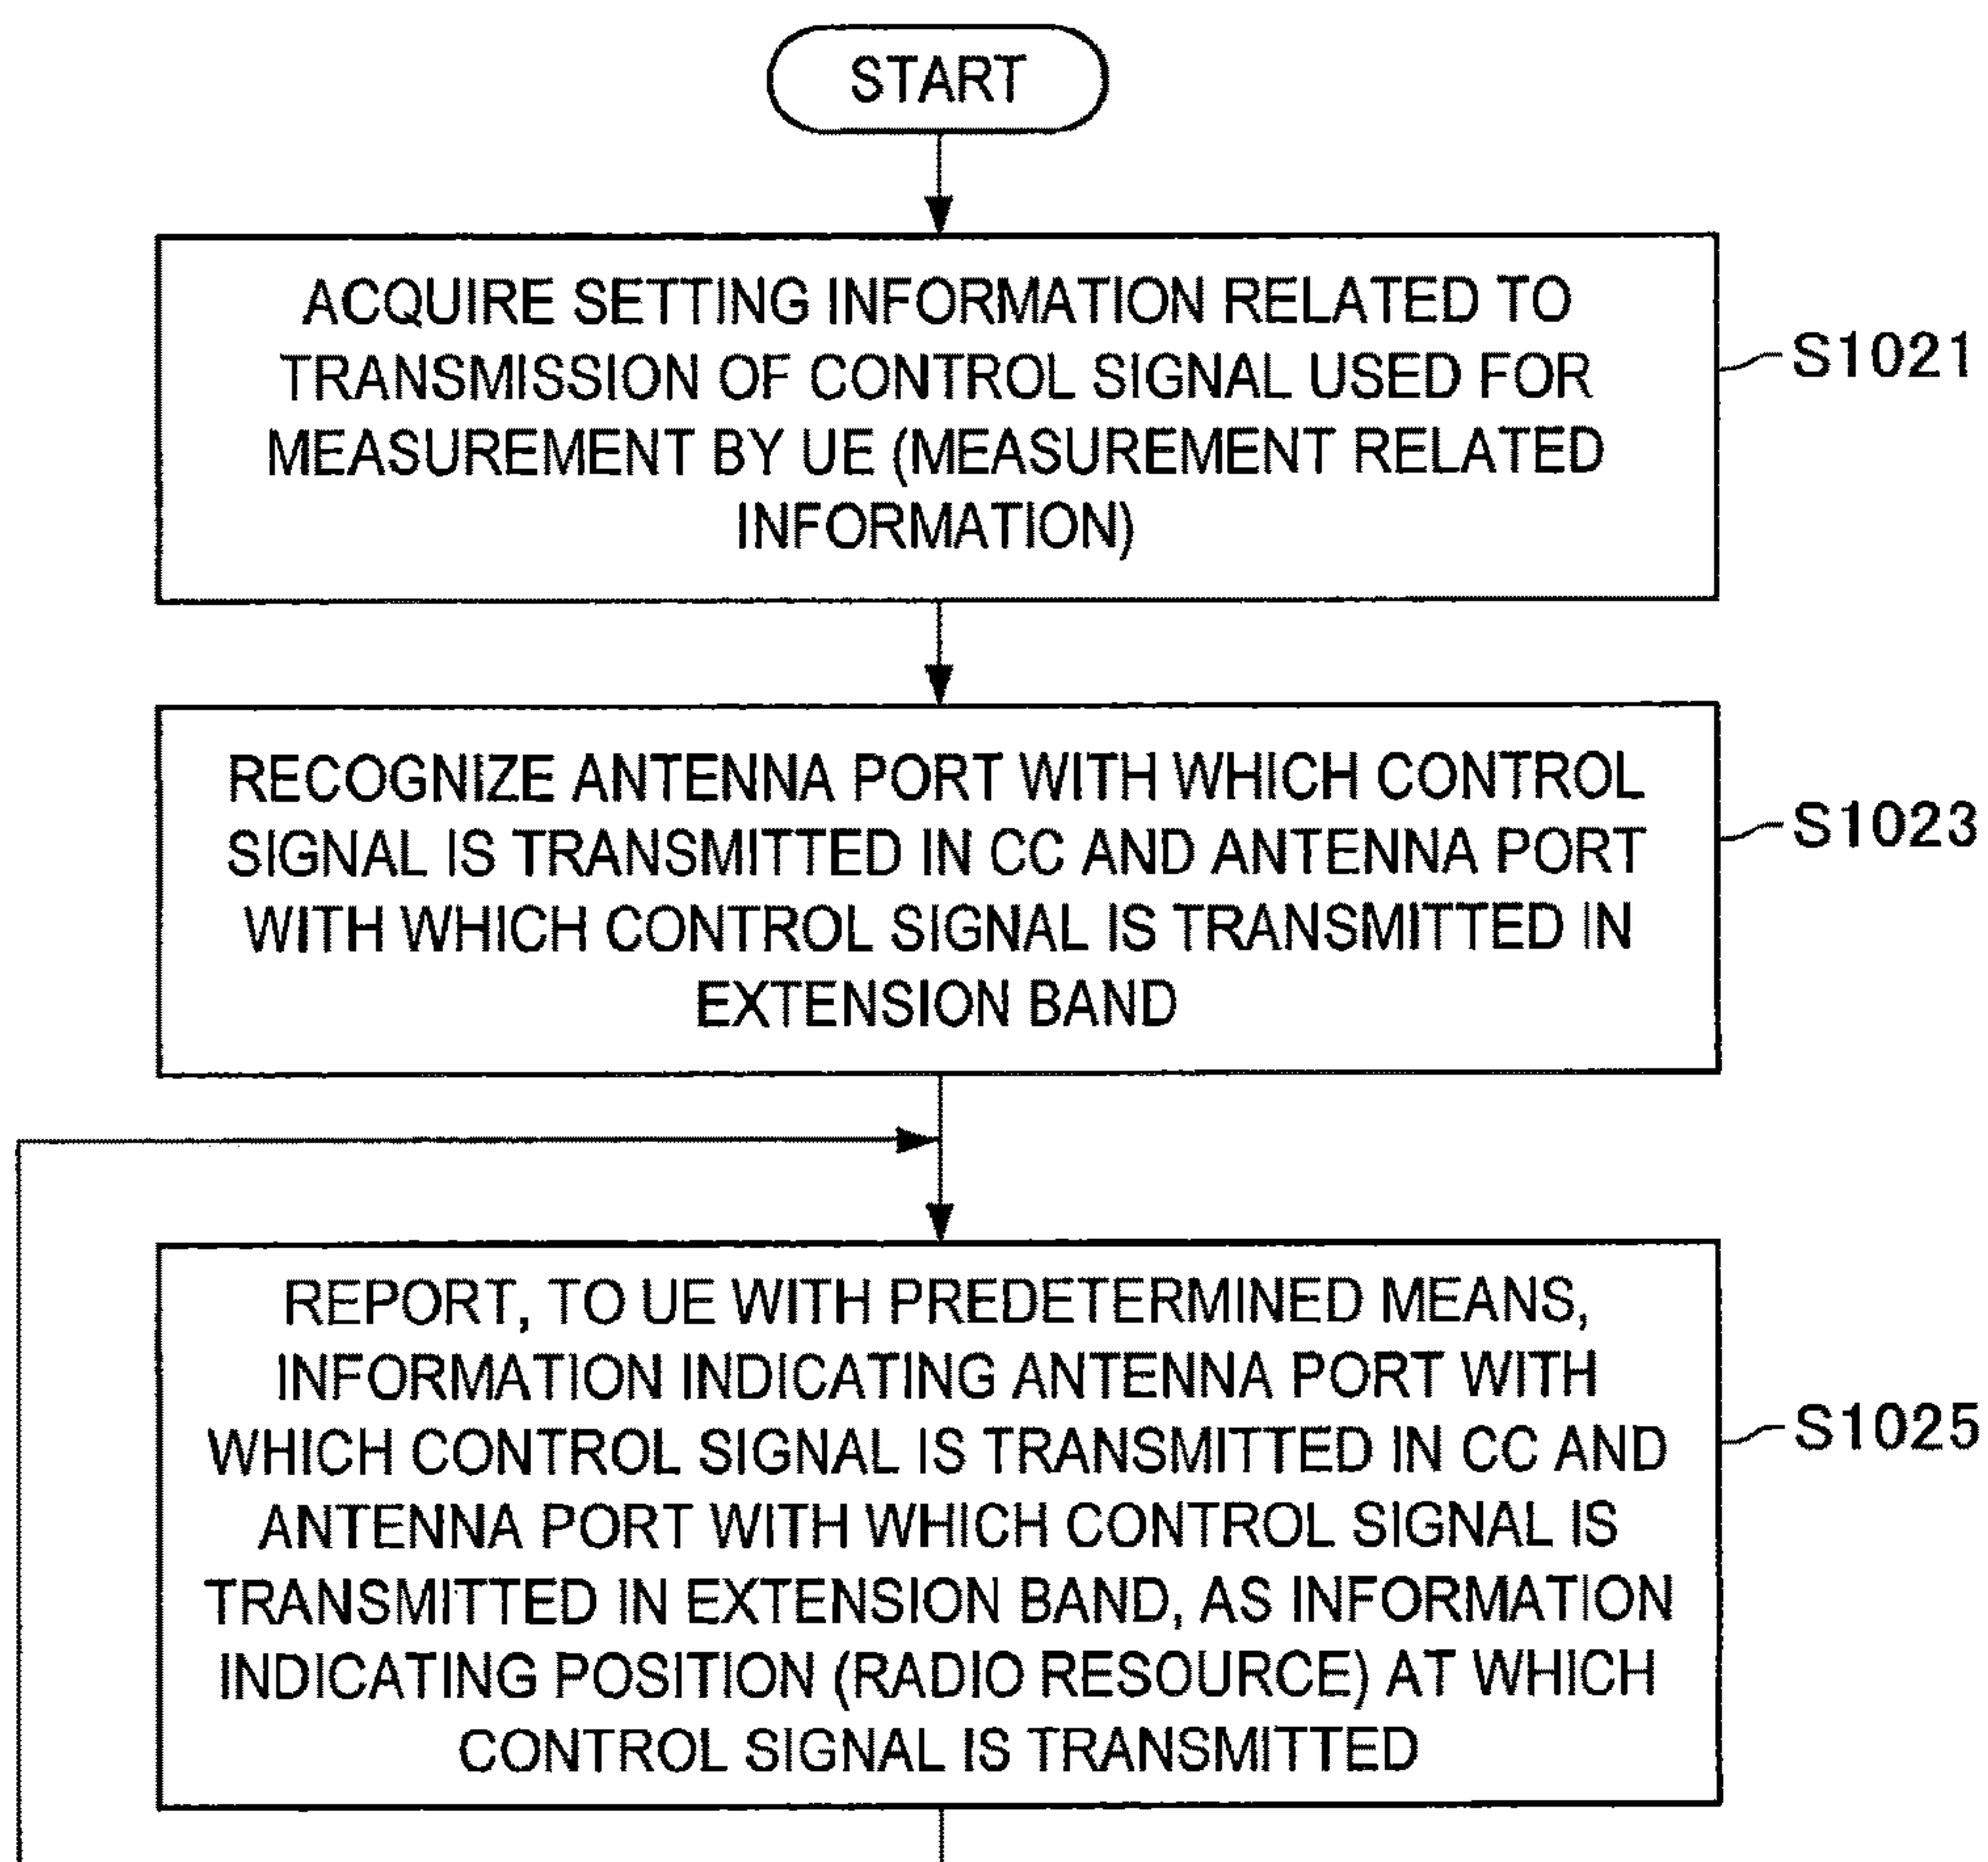 START
ACQUIRE SETTING INFORMATION RELATED TO
TRANSMISSION OF CONTROL SIGNAL USED FOR
MEASUREMENT BY UE (MEASUREMENT RELATED
INFORMATION)
S1021
RECOGNIZE ANTENNA PORT WITH WHICH CONTROL
SIGNAL IS TRANSMITTED IN CC AND ANTENNA PORT
WITH WHICH CONTROL SIGNAL IS TRANSMITTED IN
EXTENSION BAND
S1023
REPORT, TO UE WITH PREDETERMINED MEANS,
INFORMATION INDICATING ANTENNA PORT WITH
WHICH CONTROL SIGNAL IS TRANSMITTED IN CC AND
ANTENNA PORT WITH WHICH CONTROL SIGNAL IS
TRANSMITTED IN EXTENSION BAND, AS INFORMATION
INDICATING POSITION (RADIO RESOURCE) AT WHICH
CONTROL SIGNAL IS TRANSMITTED
S1025